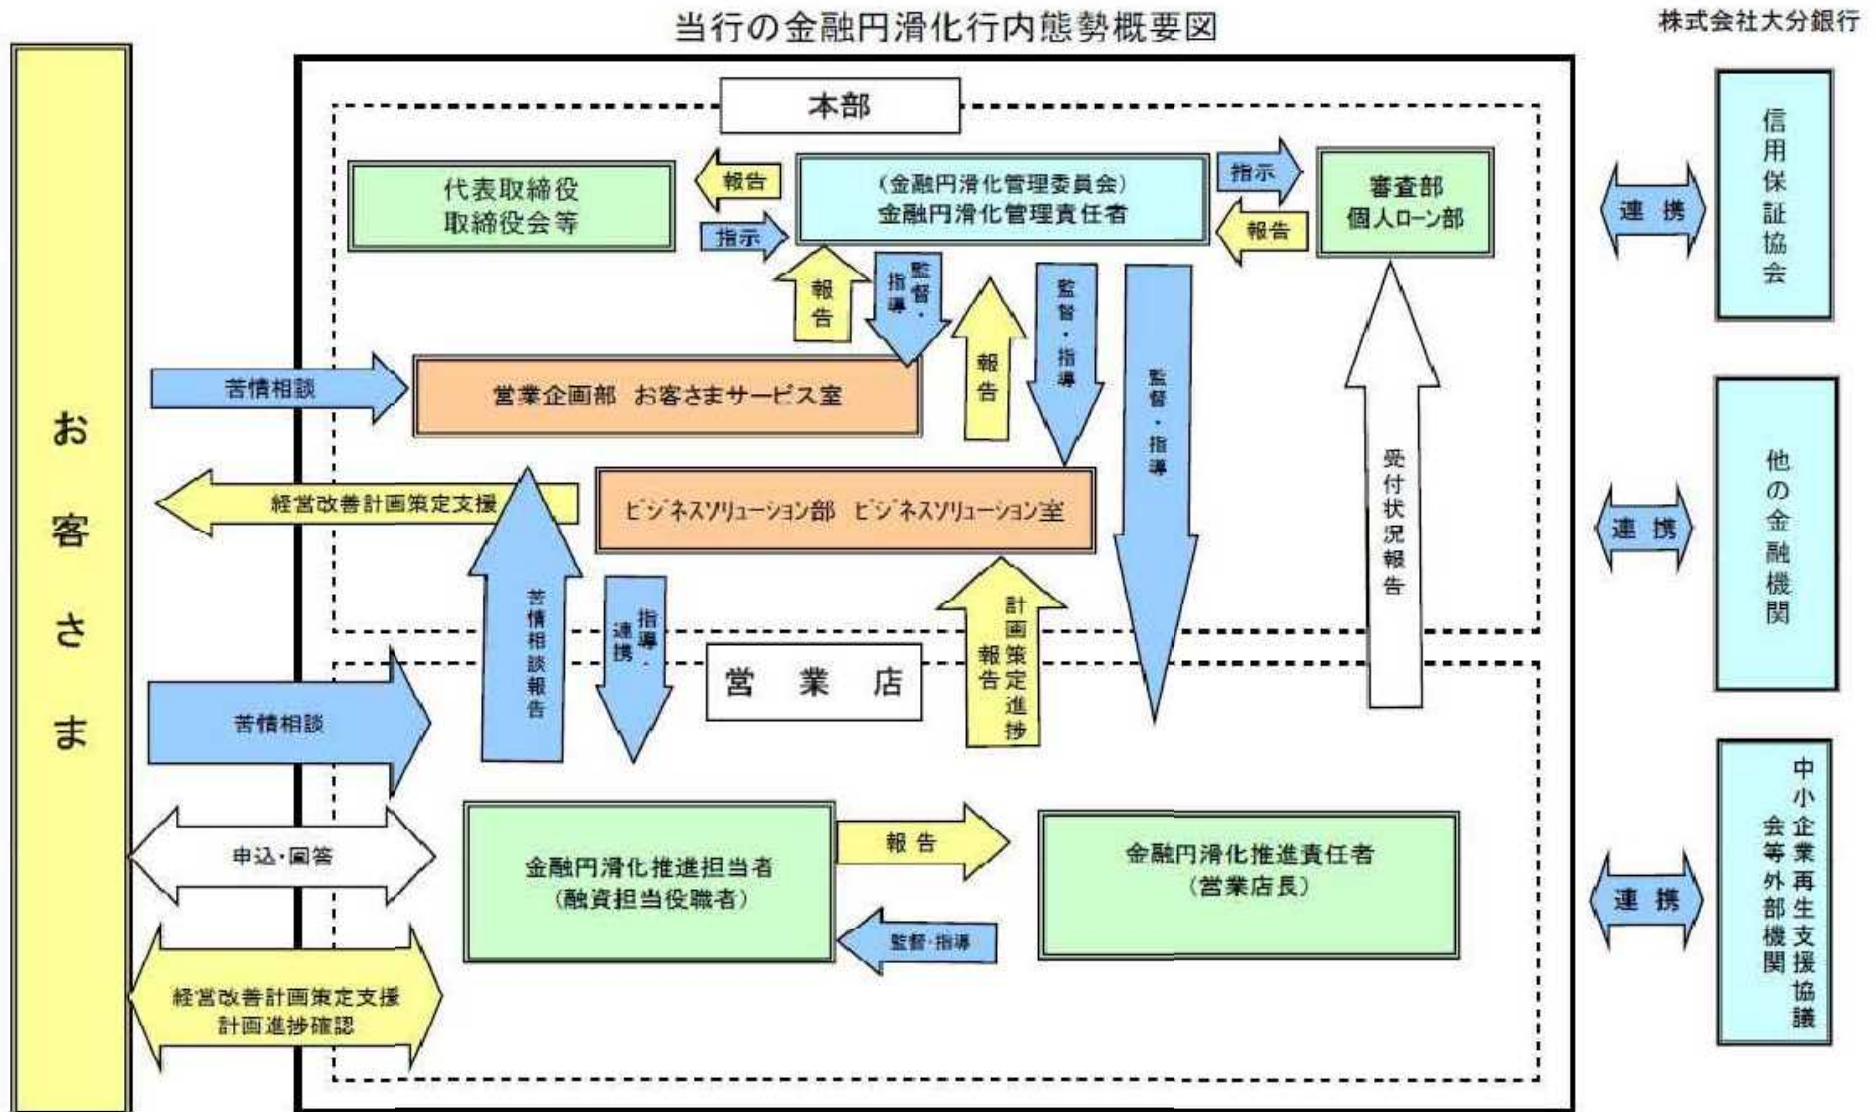 当行の金融円滑化行内態勢概要図
株式会社大分銀行
お客さま
本部
代表取締役
取締役会等
報告
指示
(金融円滑化管理委員会)
金融円滑化管理責任者
指示
報告
審査部
個人ローン部
報告
監督・
指導
報告
監督・指導
監督・指導
受付状況報告
苦情相談
営業企画部 お客さまサービス室
経営改善計画策定支援
ビジネスソリューション部 ビジネスソリューション室
苦情相談報告
指導・
連携
計画策定進捗
報告
営業店
苦情相談
申込・回答
経営改善計画策定支援
計画進捗確認
金融円滑化推進担当者
(融資担当役職者)
報告
監督・指導
金融円滑化推進責任者
(営業店長)
連携
信用保証協会
連携
他の金融機関
連携
中小企業再生支援協議
会等外部機関